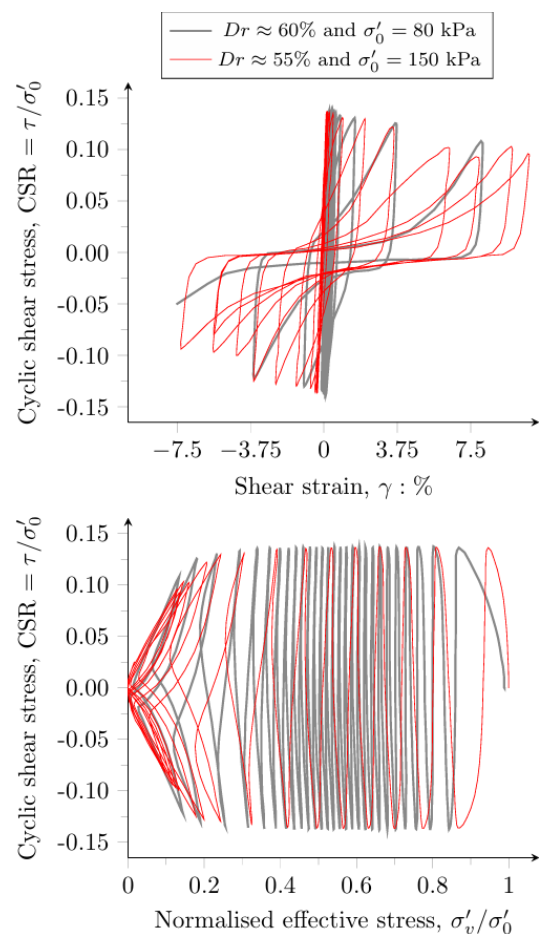 Dr ≈ 60% and σ′₀ = 80 kPa
Dr ≈ 55% and σ′₀ = 150 kPa
Cyclic shear stress, CSR = τ/σ′₀
0.15
0.10
0.05
0.00
-0.05
-0.10
-0.15
−7.5 −3.75 0 3.75 7.5
Shear strain, γ : %
Cyclic shear stress, CSR = τ/σ′₀
0.15
0.10
0.05
0.00
-0.05
-0.10
-0.15
0 0.2 0.4 0.6 0.8 1
Normalised effective stress, σ′ᵥ/σ′₀